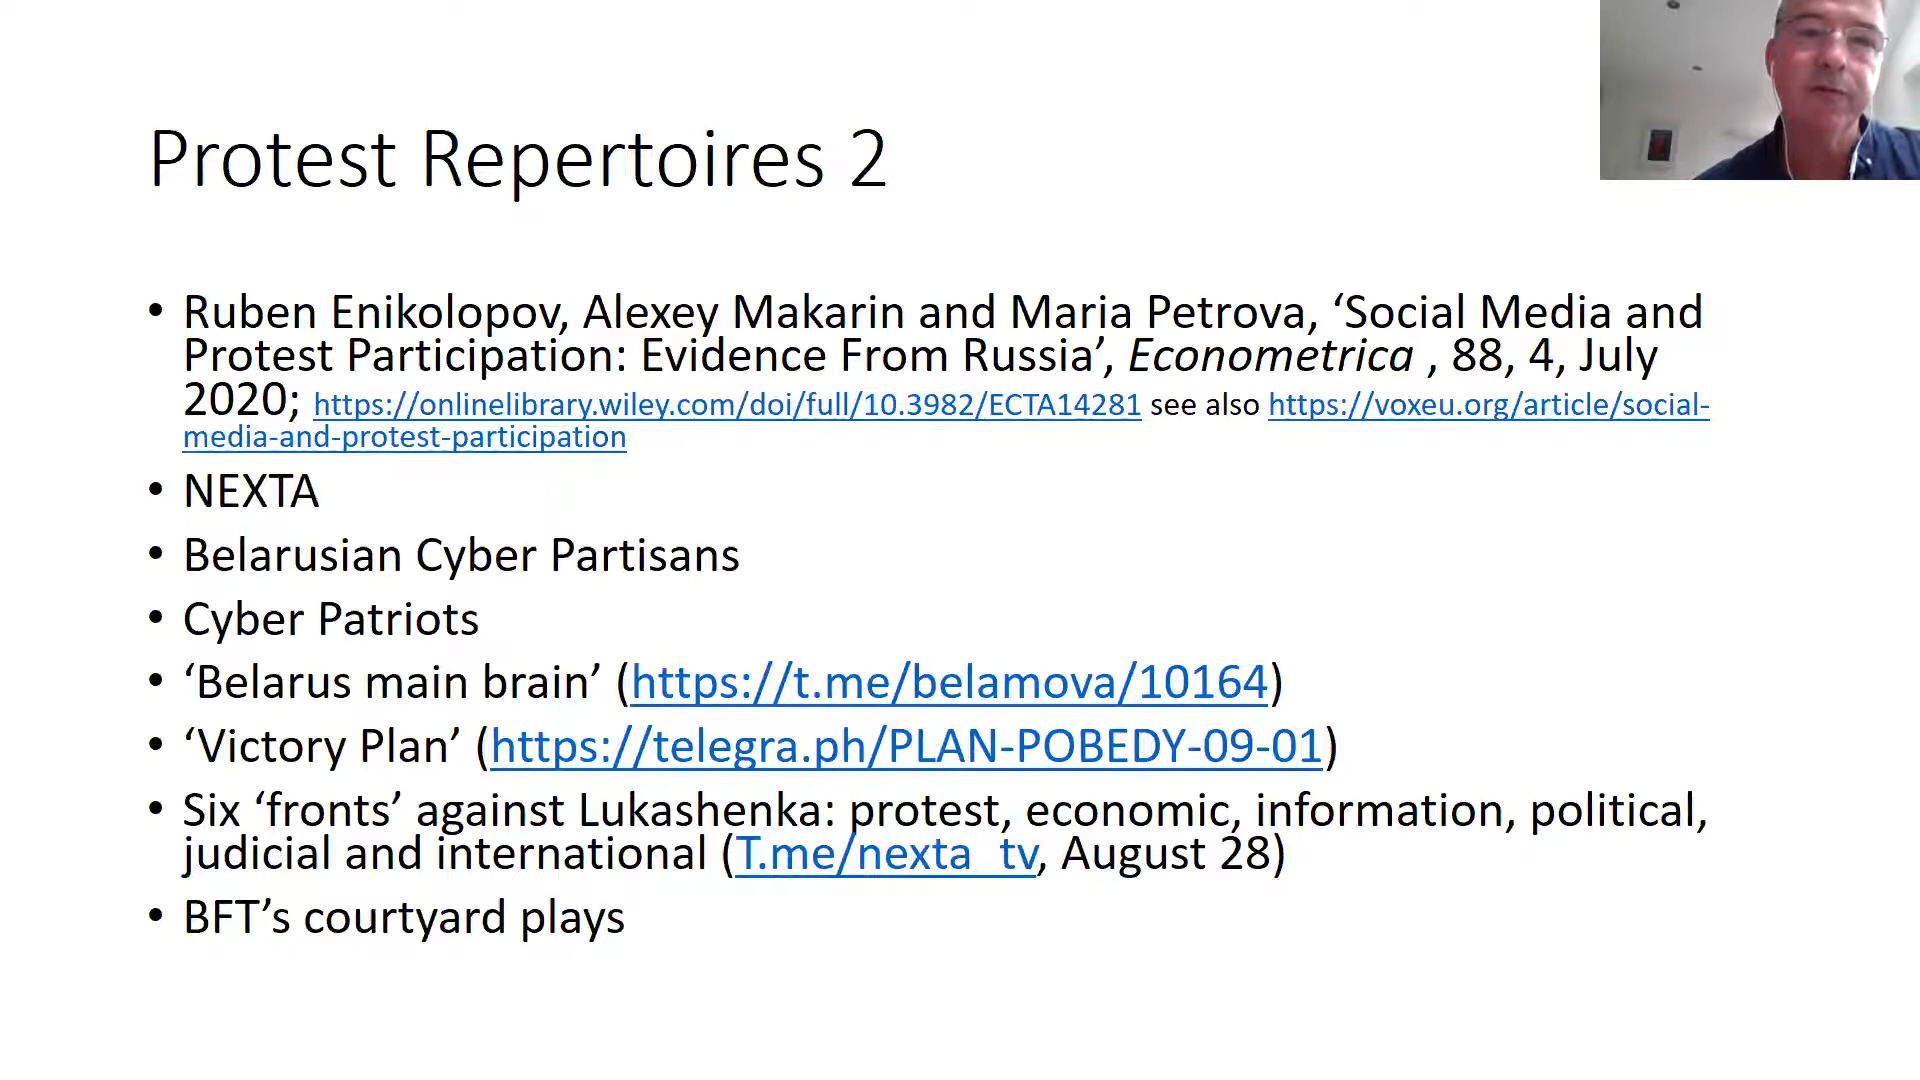 Protest Repertoires 2
• Ruben Enikolopov, Alexey Makarin and Maria Petrova, ‘Social Media and
Protest Participation: Evidence From Russia’, Econometrica , 88, 4, July
2020; https://onlinelibrary.wiley.com/doi/full/10.3982/ECTA14281 see also https://voxeu.org/article/social-
media-and-protest-participation
• NEXTA
• Belarusian Cyber Partisans
• Cyber Patriots
• ‘Belarus main brain’ (https://t.me/belamova/10164)
• ‘Victory Plan’ (https://telegra.ph/PLAN-POBEDY-09-01)
• Six ‘fronts’ against Lukashenka: protest, economic, information, political,
judicial and international (T.me/nexta_tv, August 28)
• BFT’s courtyard plays